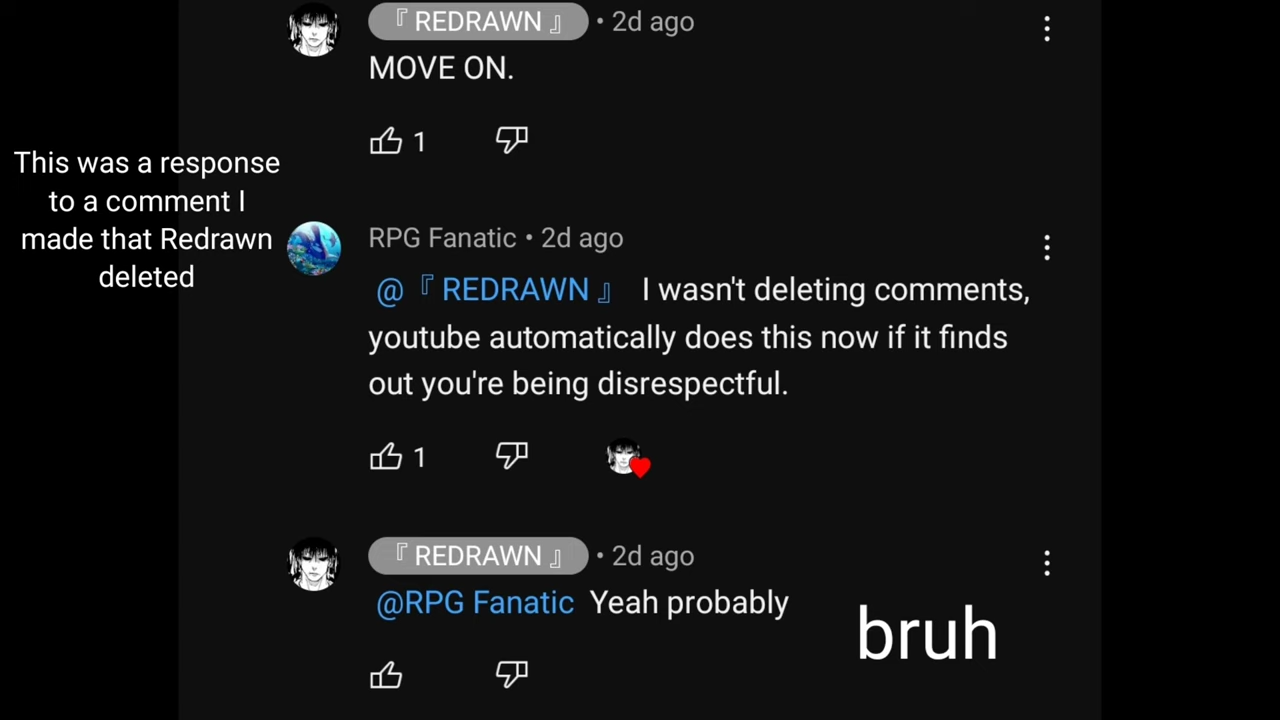 『 REDRAWN 』 • 2d ago
MOVE ON.
1
This was a response
to a comment I
made that Redrawn
deleted
RPG Fanatic • 2d ago
@『 REDRAWN 』 I wasn't deleting comments,
youtube automatically does this now if it finds
out you're being disrespectful.
1
『 REDRAWN 』 • 2d ago
@RPG Fanatic Yeah probably
bruh